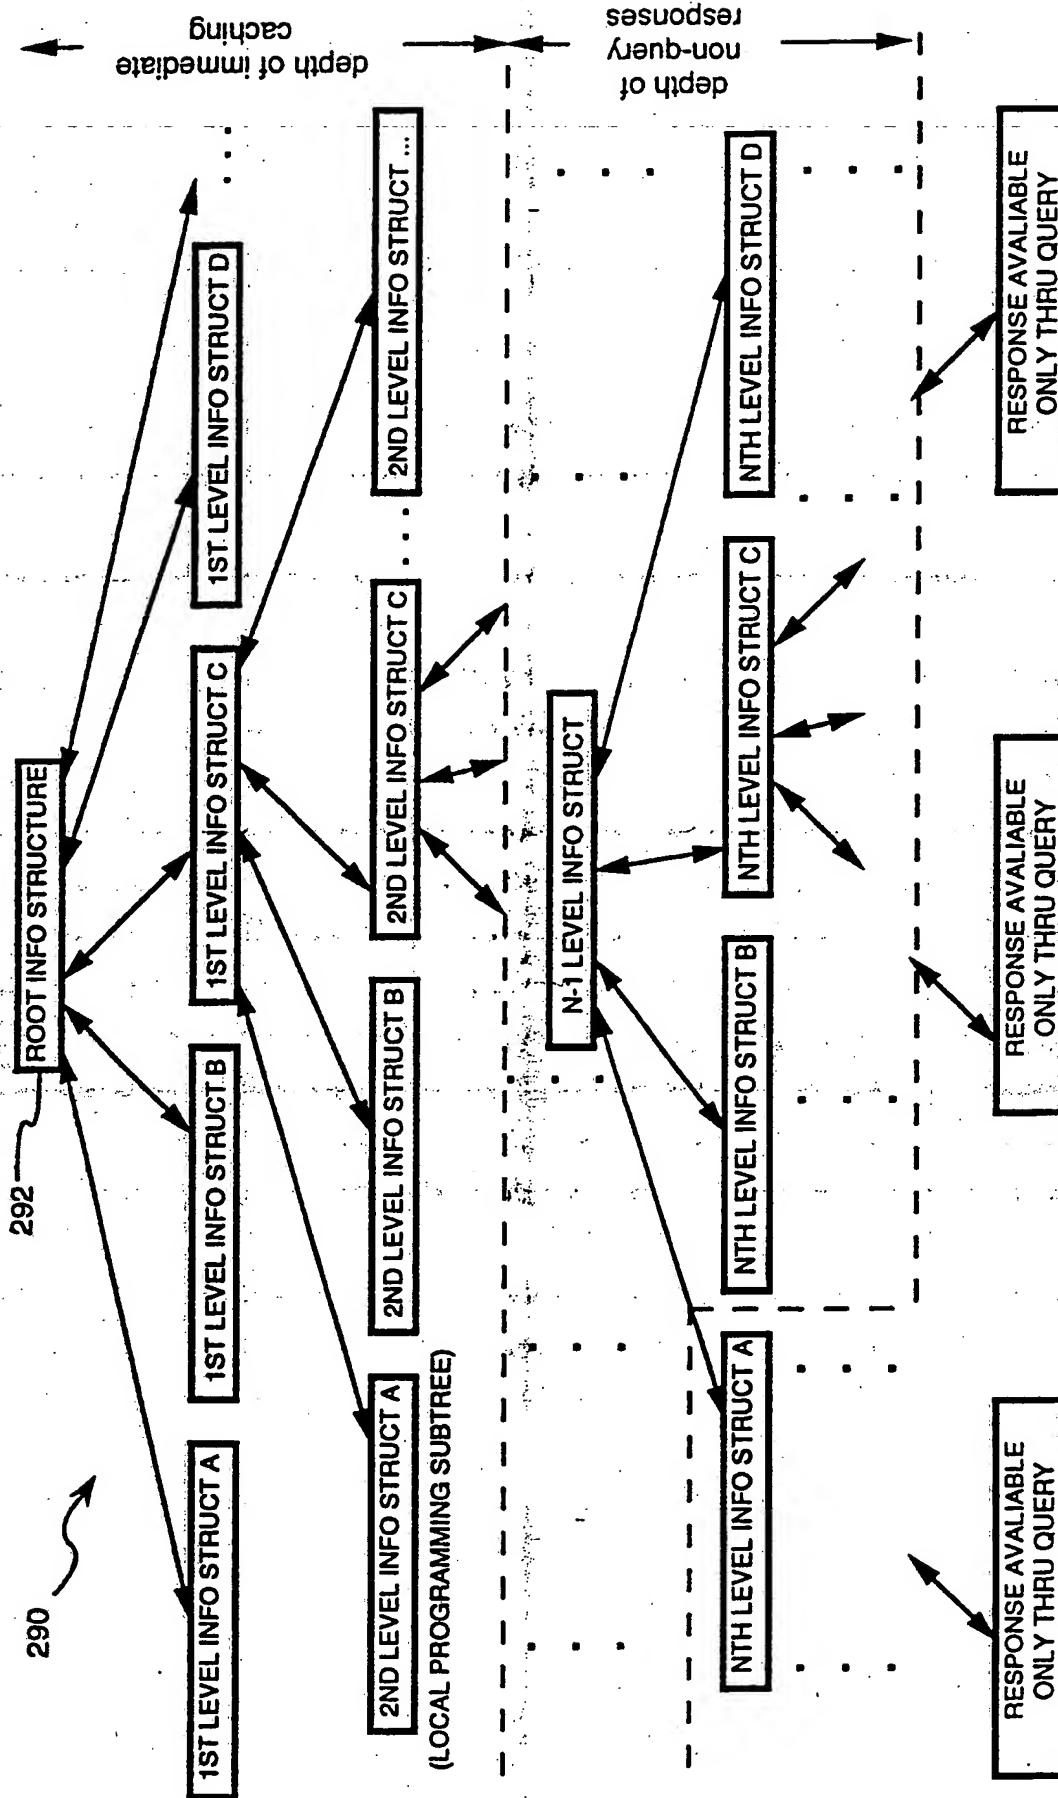 290
292
ROOT INFO STRUCTURE
1ST LEVEL INFO STRUCT A
1ST LEVEL INFO STRUCT B
1ST LEVEL INFO STRUCT C
1ST LEVEL INFO STRUCT D
. . .
depth of immediate
caching
2ND LEVEL INFO STRUCT A
(LOCAL PROGRAMMING SUBTREE)
2ND LEVEL INFO STRUCT B
2ND LEVEL INFO STRUCT C
. . .
2ND LEVEL INFO STRUCT ...
N-1 LEVEL INFO STRUCT
depth of
non-query
responses
NTH LEVEL INFO STRUCT A
NTH LEVEL INFO STRUCT B
NTH LEVEL INFO STRUCT C
NTH LEVEL INFO STRUCT D
RESPONSE AVALIABLE
ONLY THRU QUERY
RESPONSE AVALIABLE
ONLY THRU QUERY
RESPONSE AVALIABLE
ONLY THRU QUERY